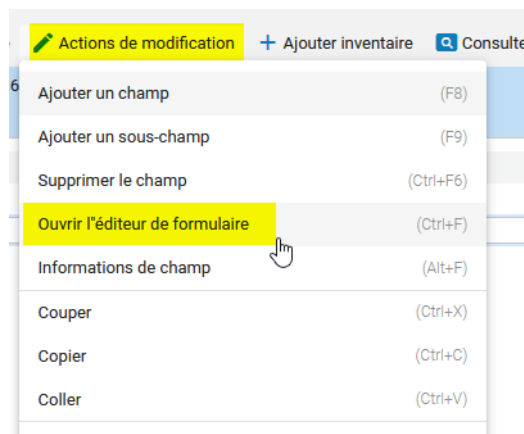 Actions de modification + Ajouter inventaire Consulte
6
Ajouter un champ (F8)
Ajouter un sous-champ (F9)
Supprimer le champ (Ctrl+F6)
Ouvrir l"éditeur de formulaire (Ctrl+F)
Informations de champ (Alt+F)
Couper (Ctrl+X)
Copier (Ctrl+C)
Coller (Ctrl+V)